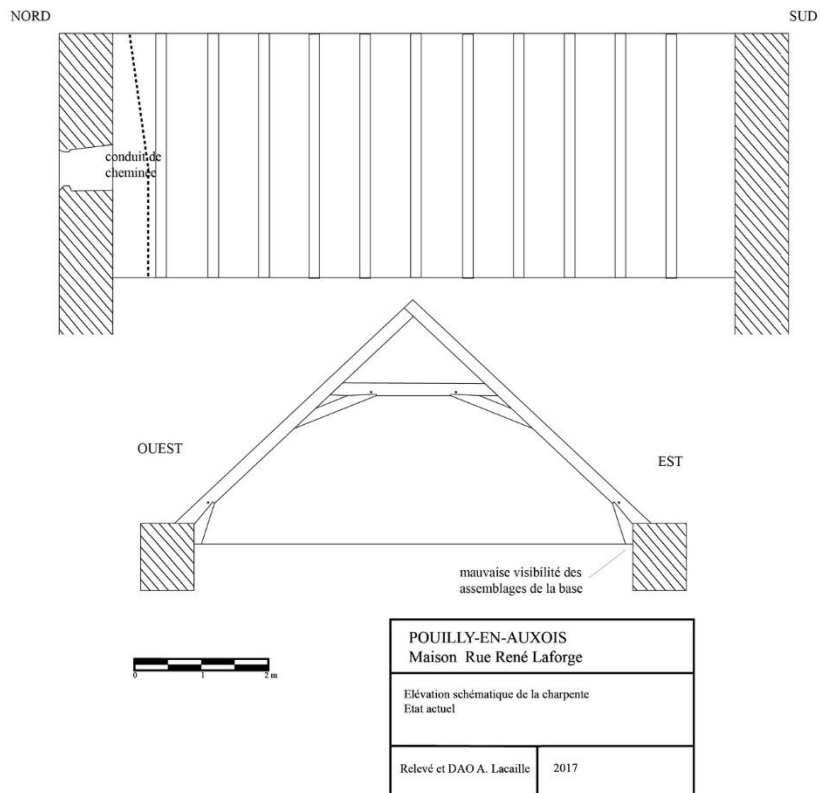 NORD
SUD
conduit de
cheminée
OUEST
EST
mauvaise visibilité des
assemblages de la base
0 1 2 m
POUILLY-EN-AUXOIS
Maison Rue René Laforge
Elévation schématique de la charpente
Etat actuel
Relevé et DAO A. Lacaille
2017